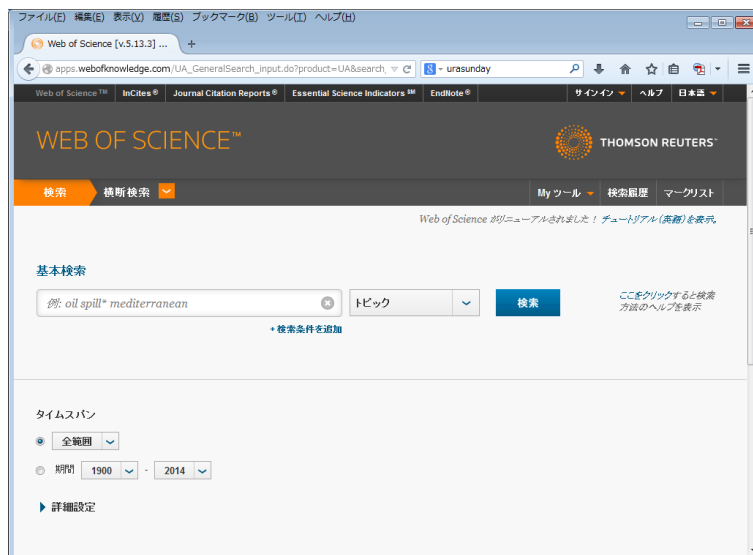 ファイル(F) 編集(E) 表示(V) 履歴(S) ブックマーク(B) ツール(T) ヘルプ(H)
Web of Science [v.5.13.3] ... +
apps.webofknowledge.com/UA_GeneralSearch_input.do?product=UA&search_ urasunday
Web of Science™ InCites® Journal Citation Reports® Essential Science Indicators SM EndNote® サインイン ヘルプ 日本語
WEB OF SCIENCE™ THOMSON REUTERS™
検索 横断検索 My ツール 検索履歴 マークリスト
Web of Science がリニューアルされました! チュートリアル (英語) を表示。
基本検索
例: oil spill* mediterranean トピック 検索 ここをクリックすると検索
方法のヘルプを表示
+検索条件を追加
タイムスパン
全範囲
期間 1900 - 2014
詳細設定